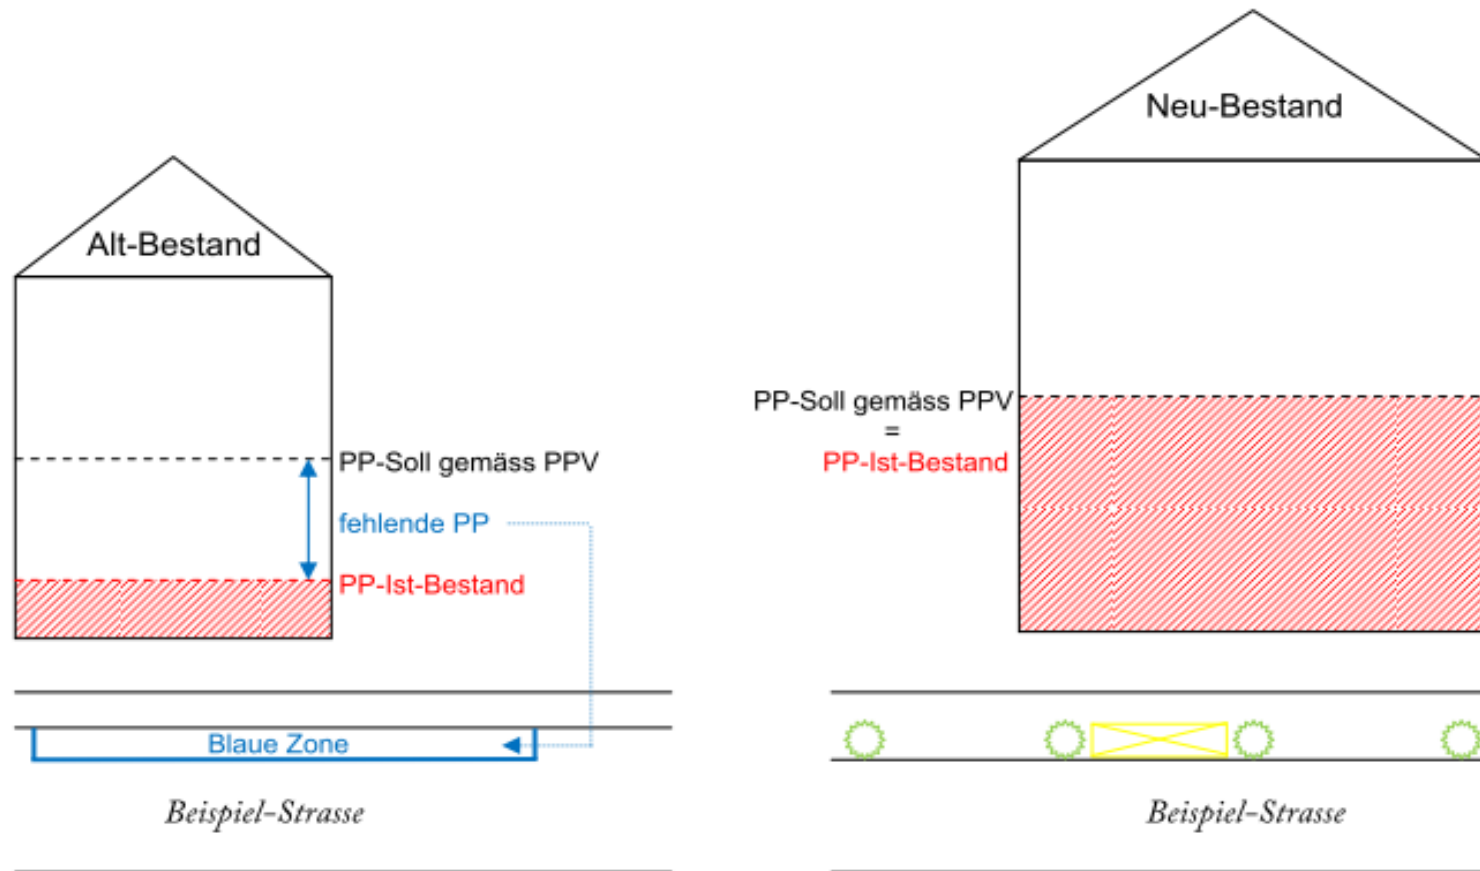 Alt-Bestand
PP-Soll gemäss PPV
fehlende PP
PP-Ist-Bestand
Blaue Zone
Beispiel-Strasse
Neu-Bestand
PP-Soll gemäss PPV
=
PP-Ist-Bestand
Beispiel-Strasse